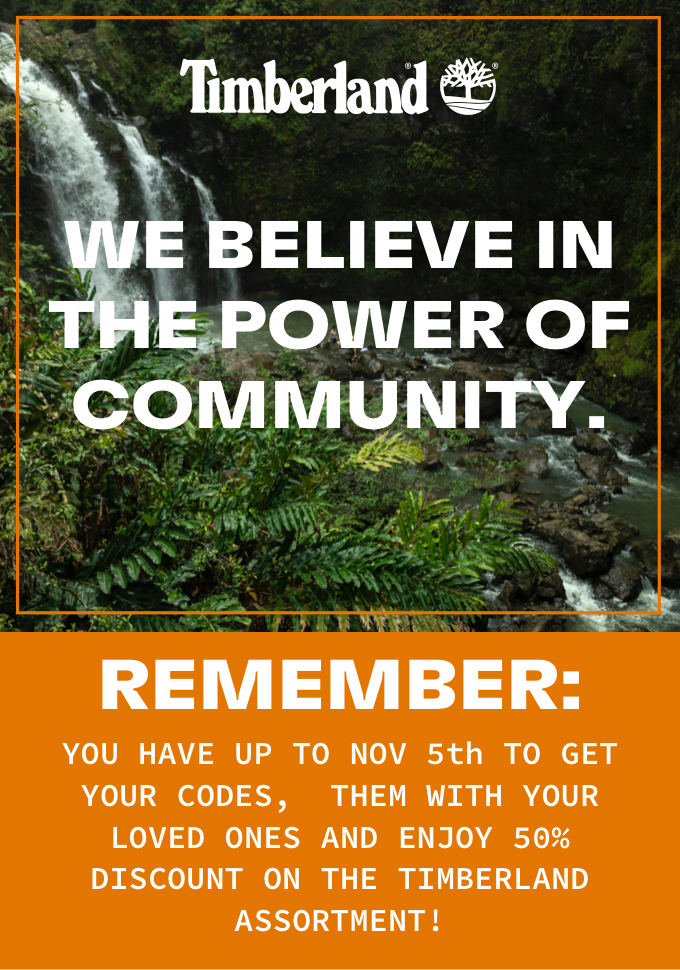 Timberland® ®
WE BELIEVE IN
THE POWER OF
COMMUNITY.
REMEMBER:
YOU HAVE UP TO NOV 5th TO GET
YOUR CODES,  THEM WITH YOUR
LOVED ONES AND ENJOY 50%
DISCOUNT ON THE TIMBERLAND
ASSORTMENT!